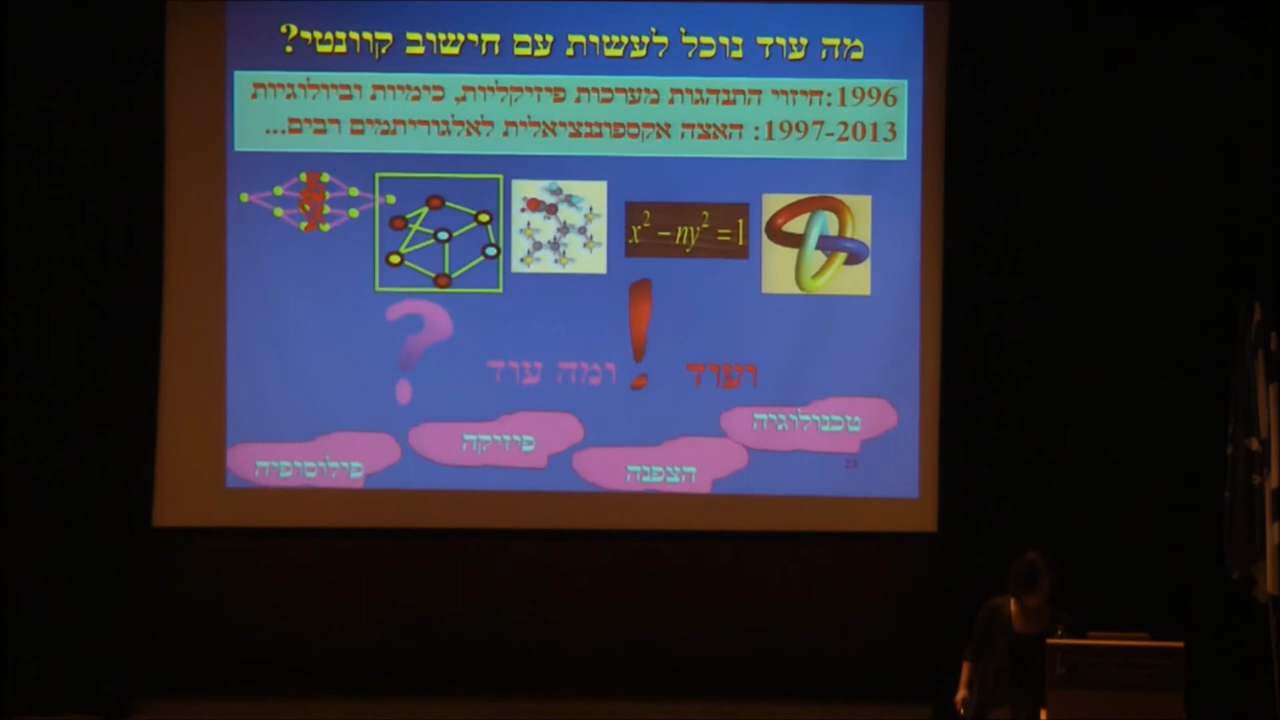 מה עוד נוכל לעשות עם חישוב קוונטי?
1996:חיזוי התנהגות מערכות פיזיקליות, כימיות וביולוגיות
1997-2013: האצה אקספוננציאלית לאלגוריתמים רבים...
x² – ny² = 1
ועוד !
ומה עוד ?
טכנולוגיה
פיזיקה
הצפנה
פילוסופיה